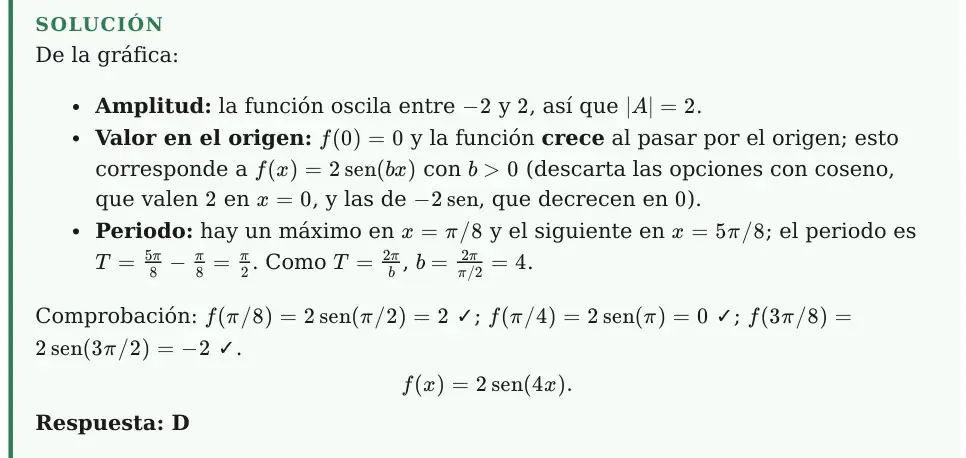 SOLUCIÓN
De la gráfica:
• Amplitud: la función oscila entre −2 y 2, así que |A| = 2.
• Valor en el origen: f(0) = 0 y la función crece al pasar por el origen; esto
corresponde a f(x) = 2 sen(bx) con b > 0 (descarta las opciones con coseno,
que valen 2 en x = 0, y las de −2 sen, que decrecen en 0).
• Periodo: hay un máximo en x = π/8 y el siguiente en x = 5π/8; el periodo es
T = 5π/8 − π/8 = π/2. Como T = 2π/b, b = 2π/(π/2) = 4.
Comprobación: f(π/8) = 2 sen(π/2) = 2 ✓; f(π/4) = 2 sen(π) = 0 ✓; f(3π/8) =
2 sen(3π/2) = −2 ✓.
f(x) = 2 sen(4x).
Respuesta: D